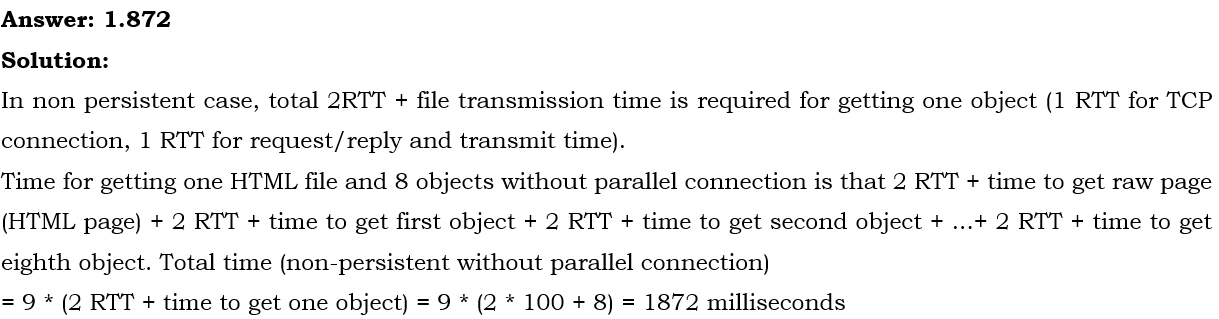 Answer: 1.872
Solution:
In non persistent case, total 2RTT + file transmission time is required for getting one object (1 RTT for TCP
connection, 1 RTT for request/reply and transmit time).
Time for getting one HTML file and 8 objects without parallel connection is that 2 RTT + time to get raw page
(HTML page) + 2 RTT + time to get first object + 2 RTT + time to get second object + ...+ 2 RTT + time to get
eighth object. Total time (non-persistent without parallel connection)
= 9 * (2 RTT + time to get one object) = 9 * (2 * 100 + 8) = 1872 milliseconds